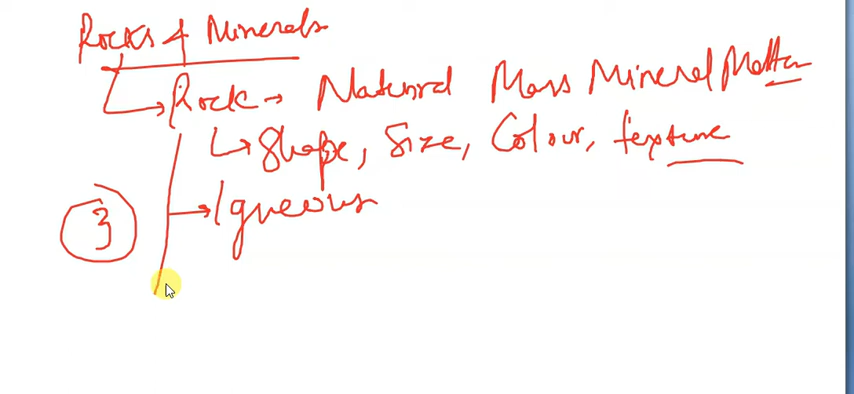 Rocks & Minerals
Rock → Natural Mass Mineral Matter
Shape, Size, Colour, texture
3
Igneous